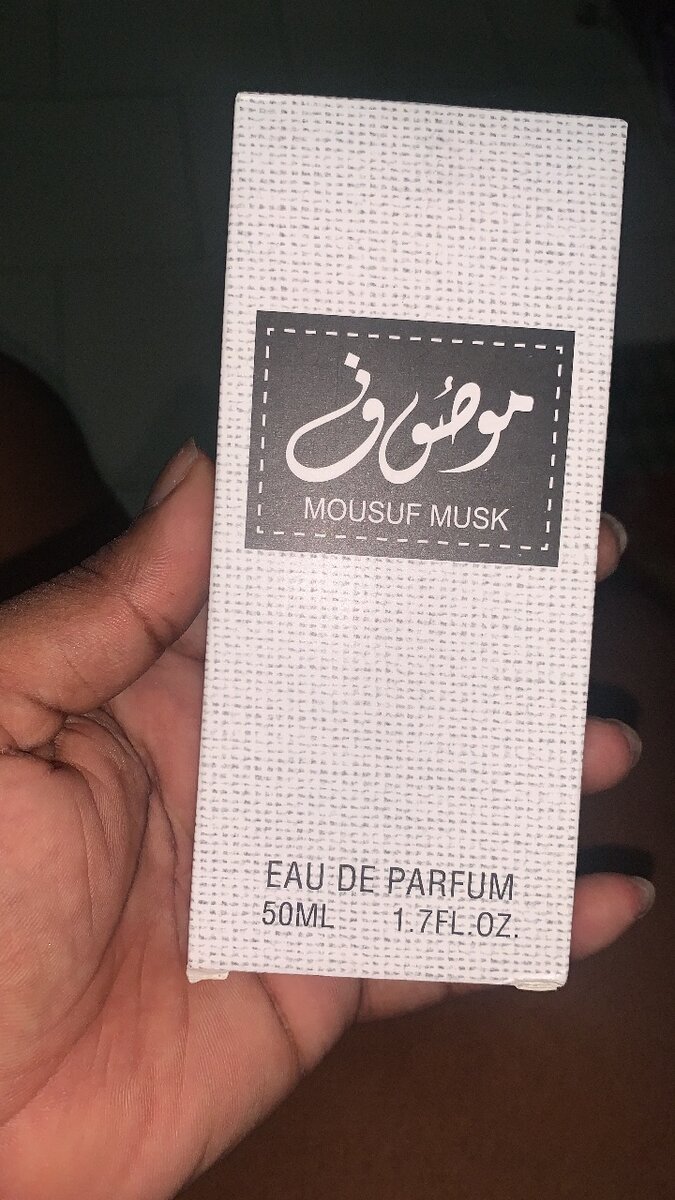 موصوف
MOUSUF MUSK
EAU DE PARFUM
50ML 1.7FL.OZ.